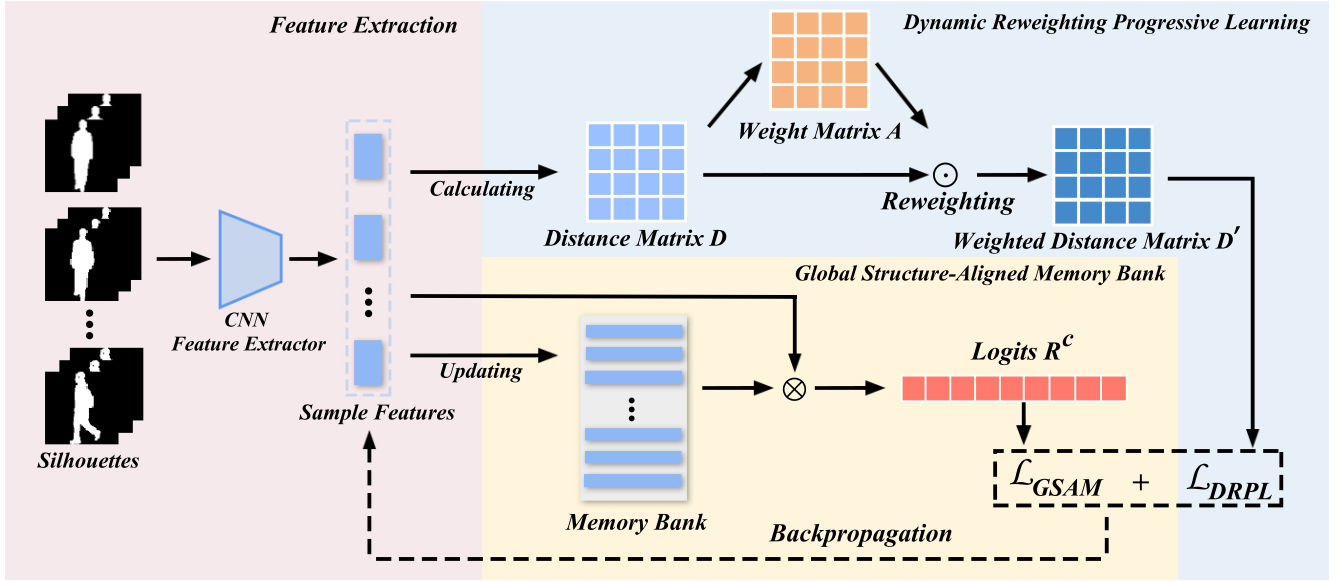 Feature Extraction
Dynamic Reweighting Progressive Learning
Weight Matrix A
Calculating
Reweighting
Distance Matrix D
Weighted Distance Matrix D′
Global Structure-Aligned Memory Bank
CNN
Feature Extractor
Updating
Logits R^c
Sample Features
Silhouettes
ℒ_GSAM + ℒ_DRPL
Memory Bank
Backpropagation